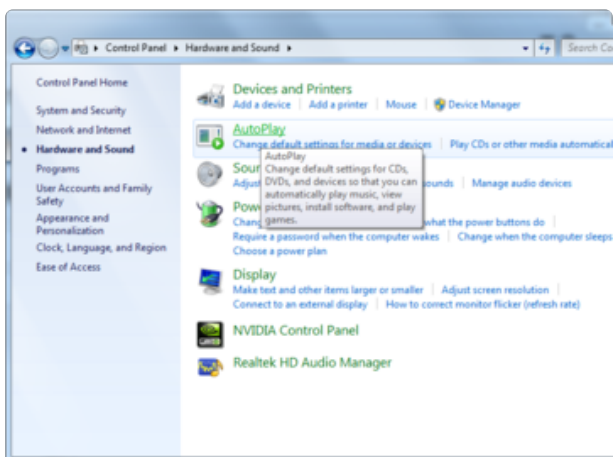 Control Panel ▸ Hardware and Sound ▸
Search Co
Control Panel Home
System and Security
Network and Internet
Hardware and Sound
Programs
User Accounts and Family
Safety
Appearance and
Personalization
Clock, Language, and Region
Ease of Access
Devices and Printers
Add a device | Add a printer | Mouse | Device Manager
AutoPlay
Change default settings for media or devices | Play CDs or other media automatical
AutoPlay
Change default settings for CDs,
DVDs, and devices so that you can
automatically play music, view
pictures, install software, and play
games.
Soun
Adjus
ounds | Manage audio devices
Pow
Chang
what the power buttons do
Require a password when the computer wakes | Change when the computer sleeps
Choose a power plan
Display
Make text and other items larger or smaller | Adjust screen resolution
Connect to an external display | How to correct monitor flicker (refresh rate)
NVIDIA Control Panel
Realtek HD Audio Manager